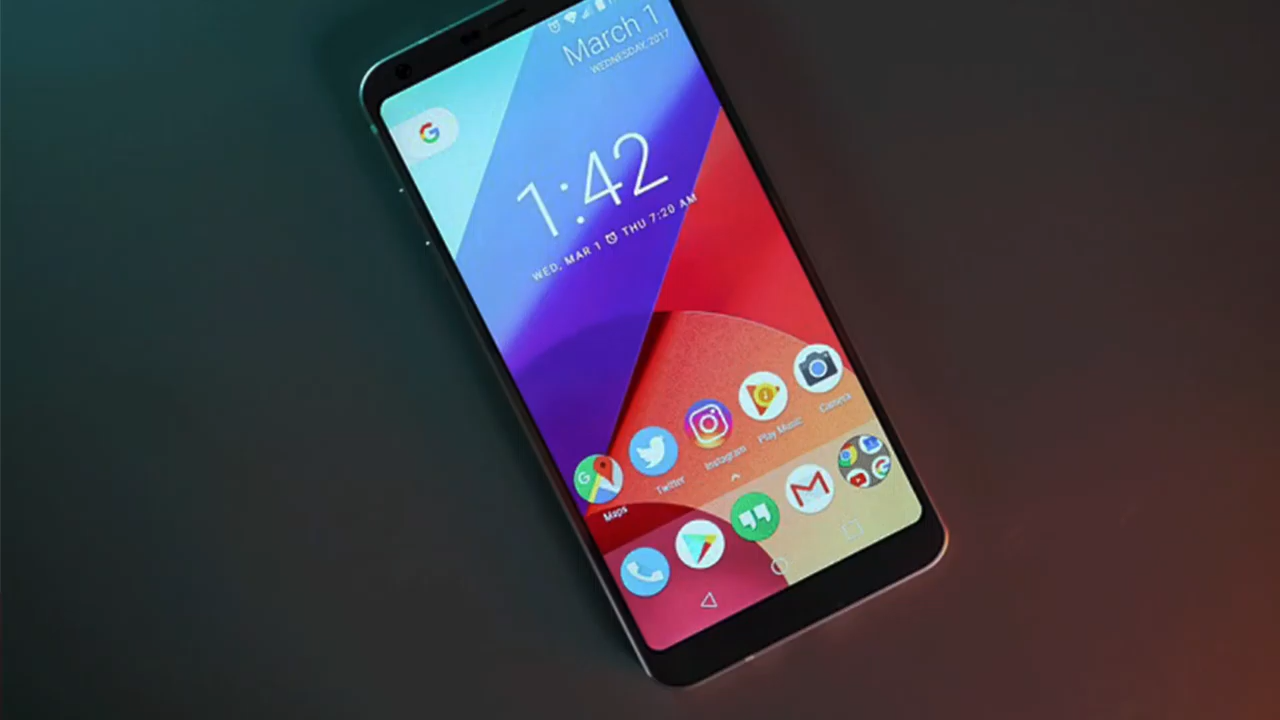 March 1
WEDNESDAY, 2017
G
1:42
WED, MAR 1 THU 7:20 AM
Camera
Play Music
Instagram
Twitter
G
Maps